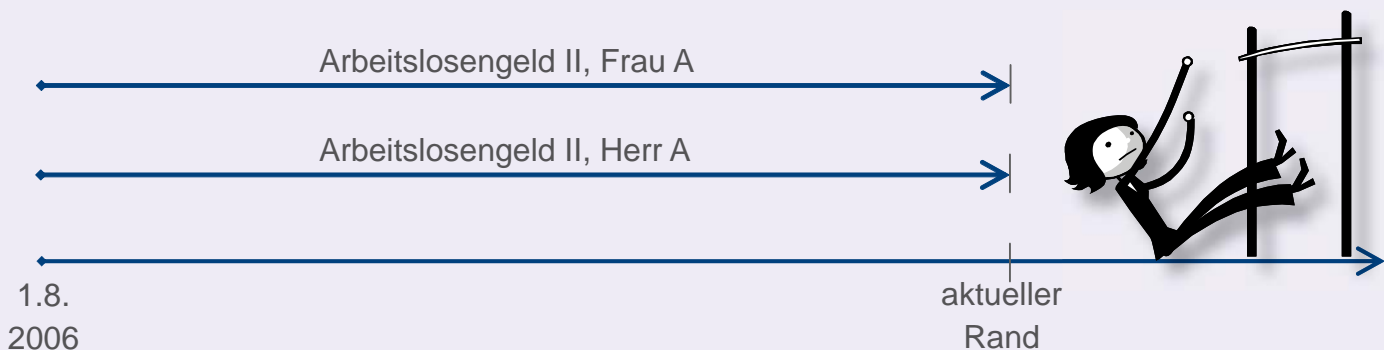 Arbeitslosengeld II, Frau A
Arbeitslosengeld II, Herr A
1.8.
2006
aktueller
Rand